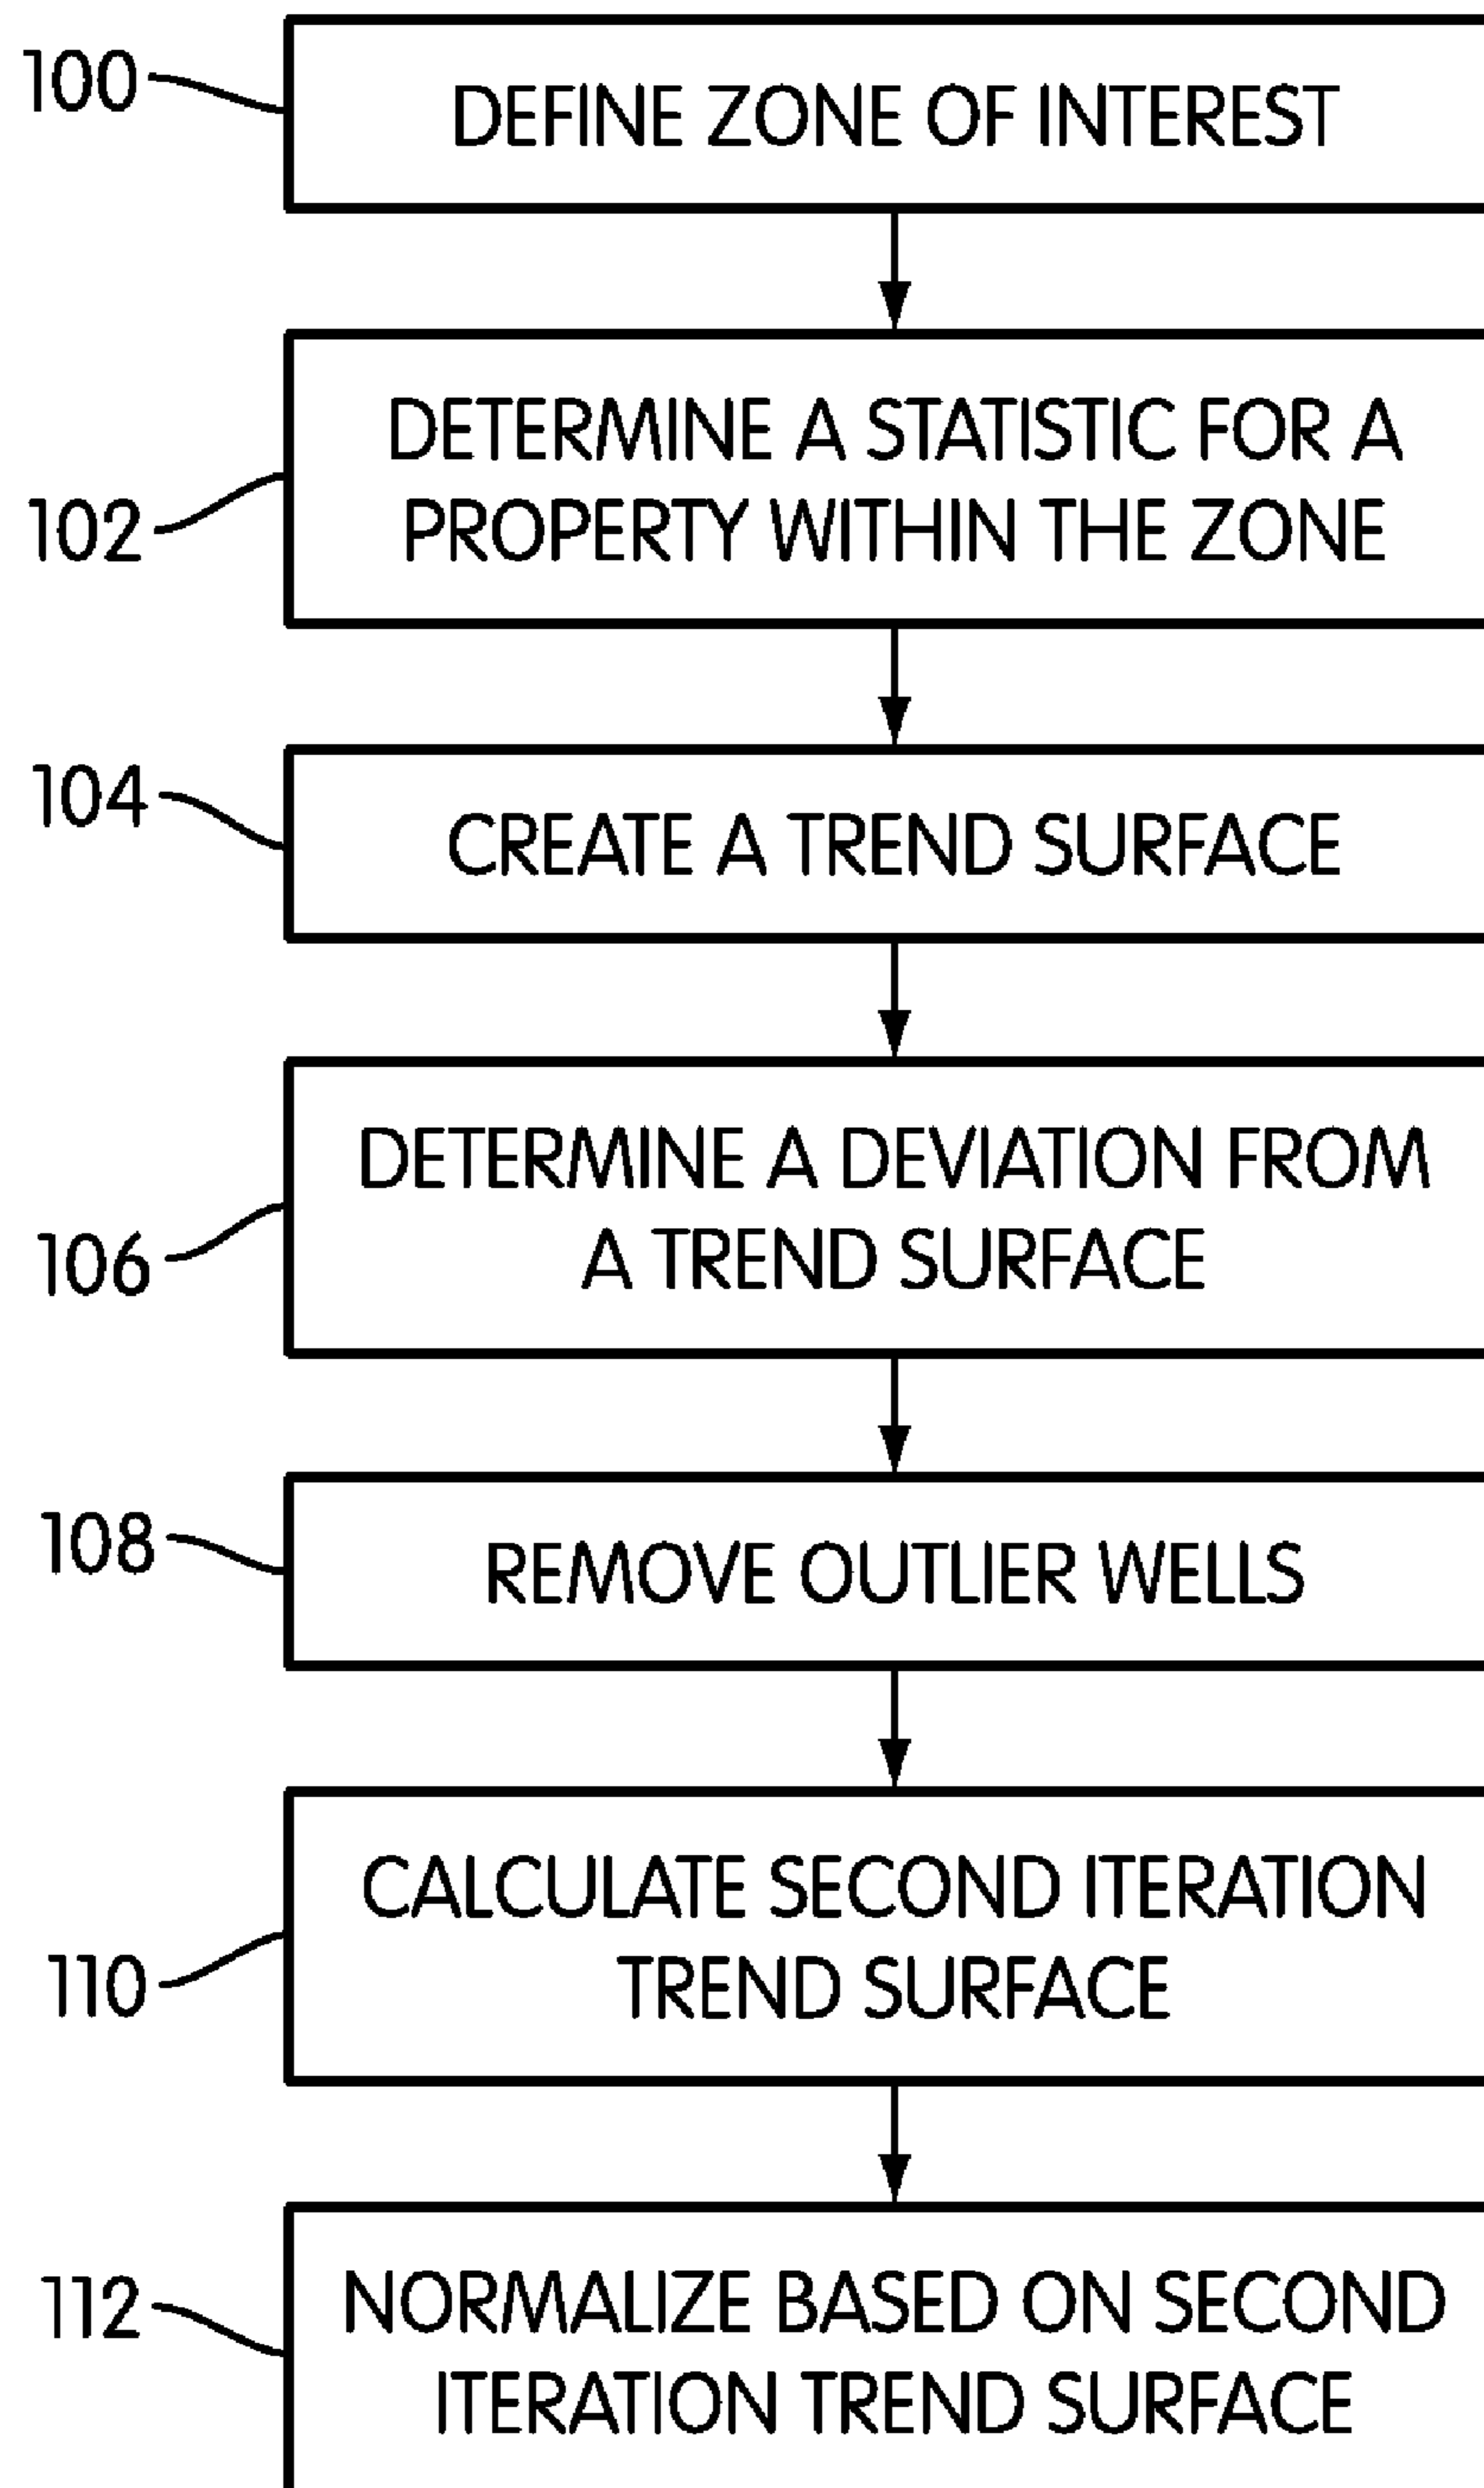 100
DEFINE ZONE OF INTEREST
DETERMINE A STATISTIC FOR A
PROPERTY WITHIN THE ZONE
102
104
CREATE A TREND SURFACE
DETERMINE A DEVIATION FROM
A TREND SURFACE
106
108
REMOVE OUTLIER WELLS
CALCULATE SECOND ITERATION
TREND SURFACE
110
112
NORMALIZE BASED ON SECOND
ITERATION TREND SURFACE